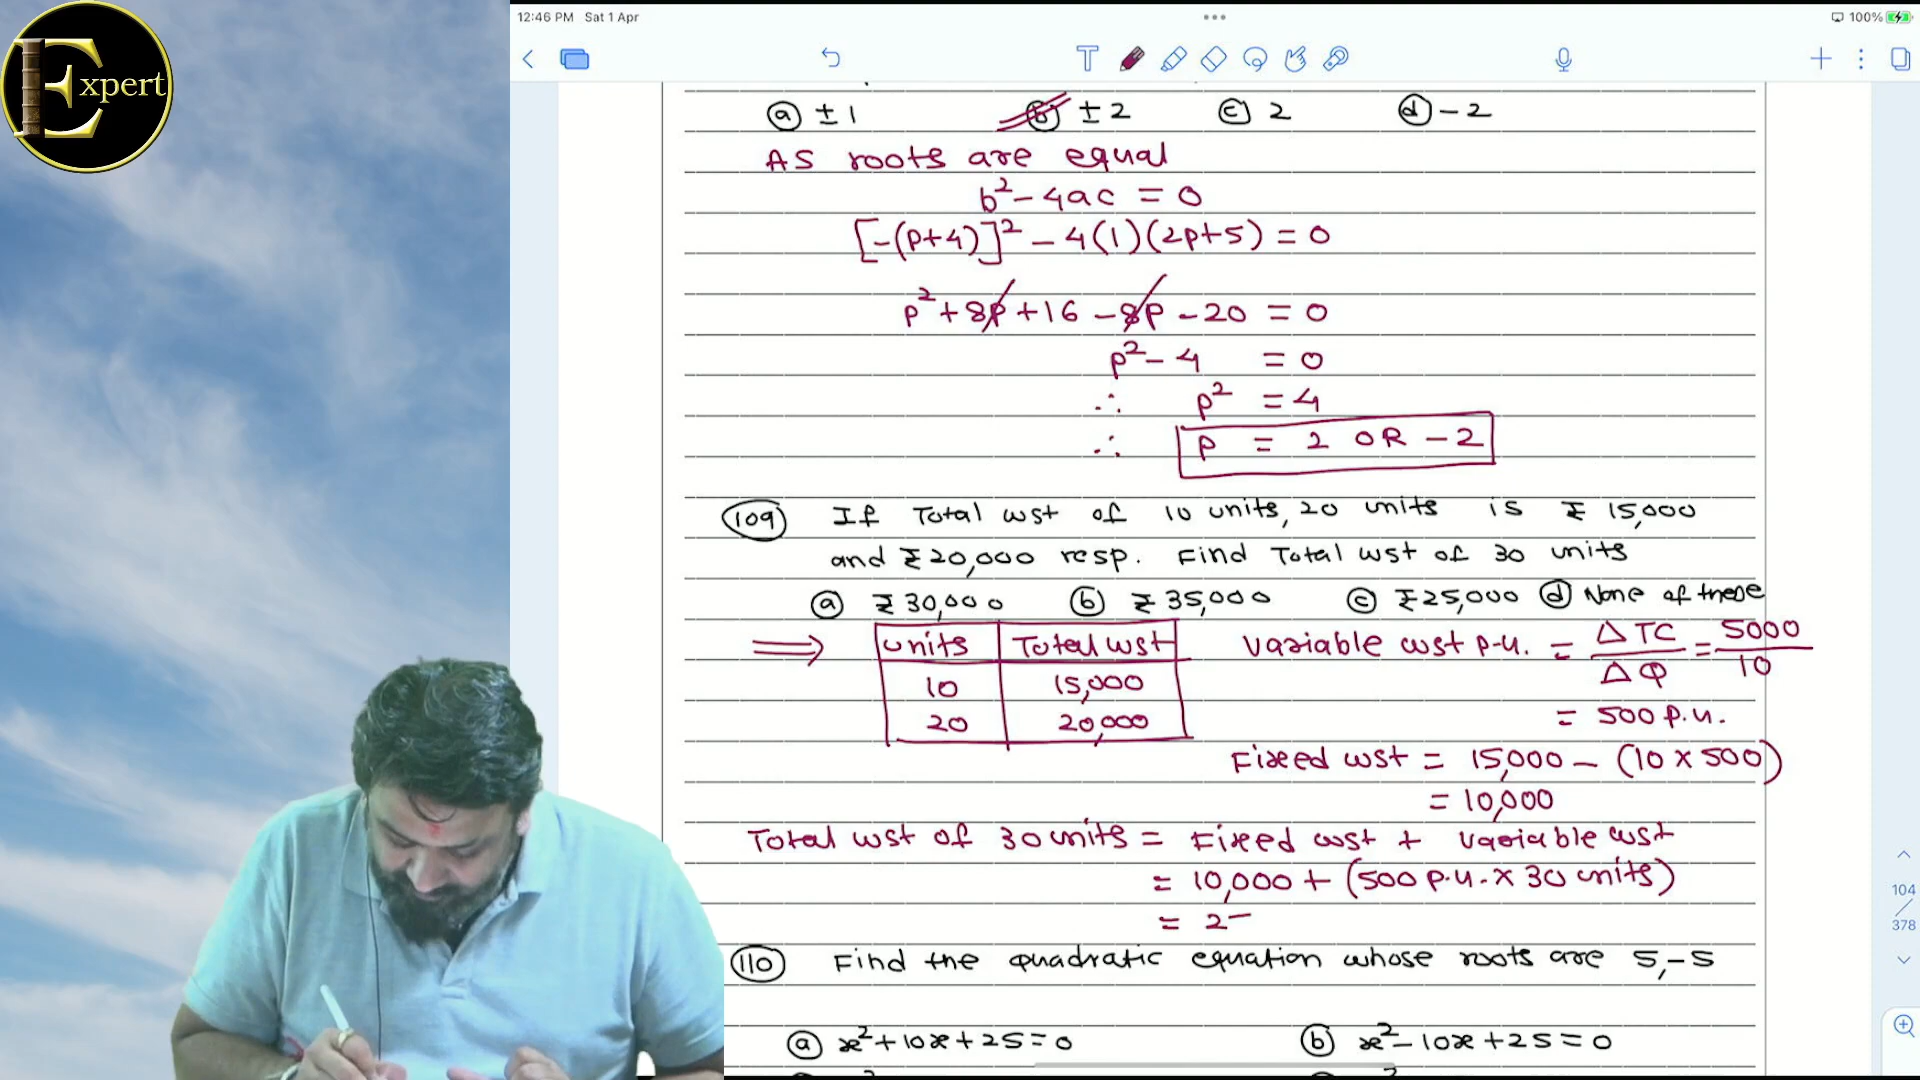 Expert
12:46 PM Sat 1 Apr
100%
(a) ±1 (b) ±2 (c) 2 (d) -2
As roots are equal
b² - 4ac = 0
[-(p+4)]² - 4(1)(2p+5) = 0
p² + 8p + 16 - 8p - 20 = 0
p² - 4 = 0
∴ p² = 4
∴ p = 2 OR -2
(109) If Total cost of 10 units, 20 units is ₹ 15,000
and ₹20,000 resp. Find Total cost of 30 units
(a) ₹30,000 (b) ₹35,000 (c) ₹25,000 (d) None of these
⇒ units Total cost
10 15,000
20 20,000
Variable cost p.u. = ΔTC/ΔQ = 5000/10
= 500 p.u.
Fixed cost = 15,000 - (10 × 500)
= 10,000
Total cost of 30 units = Fixed cost + Variable cost
= 10,000 + (500 p.u. × 30 units)
= 2
(110) Find the quadratic equation whose roots are 5,-5
(a) x²+10x+25=0 (b) x²-10x+25=0
104
/
378